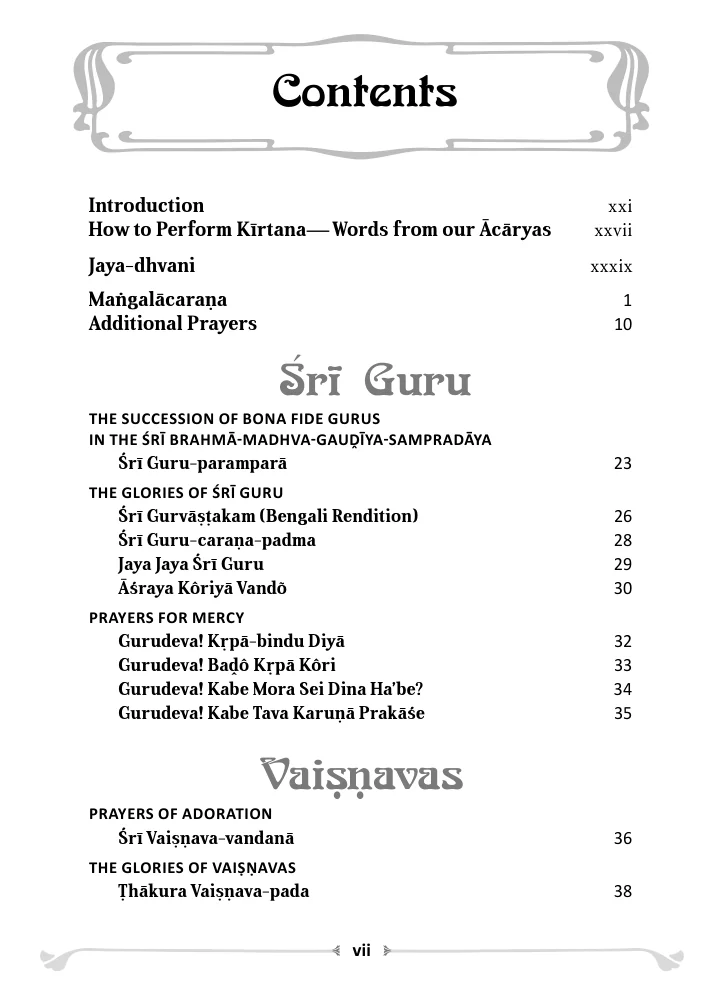 Contents
Introduction xxi
How to Perform Kīrtana—Words from our Ācāryas xxvii
Jaya-dhvani xxxix
Maṅgalācaraṇa 1
Additional Prayers 10
Śrī Guru
THE SUCCESSION OF BONA FIDE GURUS
IN THE ŚRĪ BRAHMĀ-MADHVA-GAUḒĪYA-SAMPRADĀYA
Śrī Guru-paramparā 23
THE GLORIES OF ŚRĪ GURU
Śrī Gurvāṣṭakam (Bengali Rendition) 26
Śrī Guru-caraṇa-padma 28
Jaya Jaya Śrī Guru 29
Āśraya Kôriyā Vandõ 30
PRAYERS FOR MERCY
Gurudeva! Kṛpā-bindu Diyā 32
Gurudeva! Baḓô Kṛpā Kôri 33
Gurudeva! Kabe Mora Sei Dina Ha’be? 34
Gurudeva! Kabe Tava Karuṇā Prakāśe 35
Vaiṣṇavas
PRAYERS OF ADORATION
Śrī Vaiṣṇava-vandanā 36
THE GLORIES OF VAIṢṆAVAS
Ṭhākura Vaiṣṇava-pada 38
vii